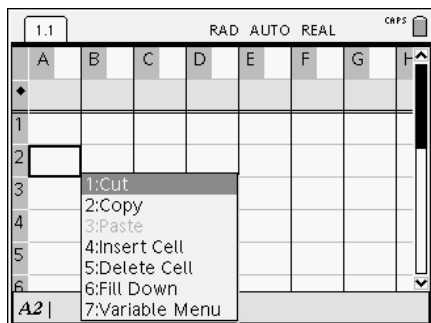 1.1 RAD AUTO REAL CAPS
A B C D E F G H
◆
1
2
3
4
5
6
1:Cut
2:Copy
3:Paste
4:Insert Cell
5:Delete Cell
6:Fill Down
7:Variable Menu
A2